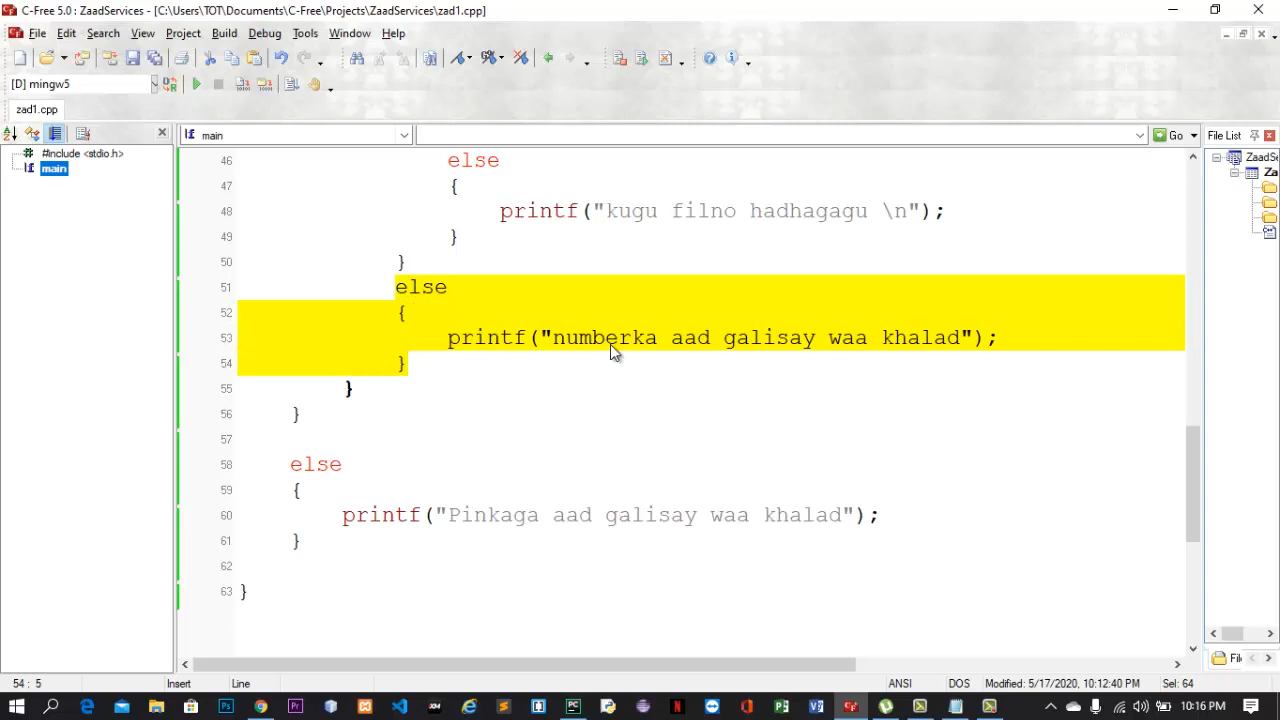 C-Free 5.0 : ZaadServices - [C:\Users\TOT\Documents\C-Free\Projects\ZaadServices\zad1.cpp]
File Edit Search View Project Build Debug Tools Window Help
[D] mingw5
zad1.cpp
main Go File List
#include <stdio.h>
main
ZaadSe
Za
46 else
47 {
48 printf("kugu filno hadhagagu \n");
49 }
50 }
51 else
52 {
53 printf("numberka aad galisay waa khalad");
54 }
55 }
56 }
57
58 else
59 {
60 printf("Pinkaga aad galisay waa khalad");
61 }
62
63 }
File
54 : 5 Insert Line ANSI DOS Modified: 5/17/2020, 10:12:40 PM Sel: 64
10:16 PM